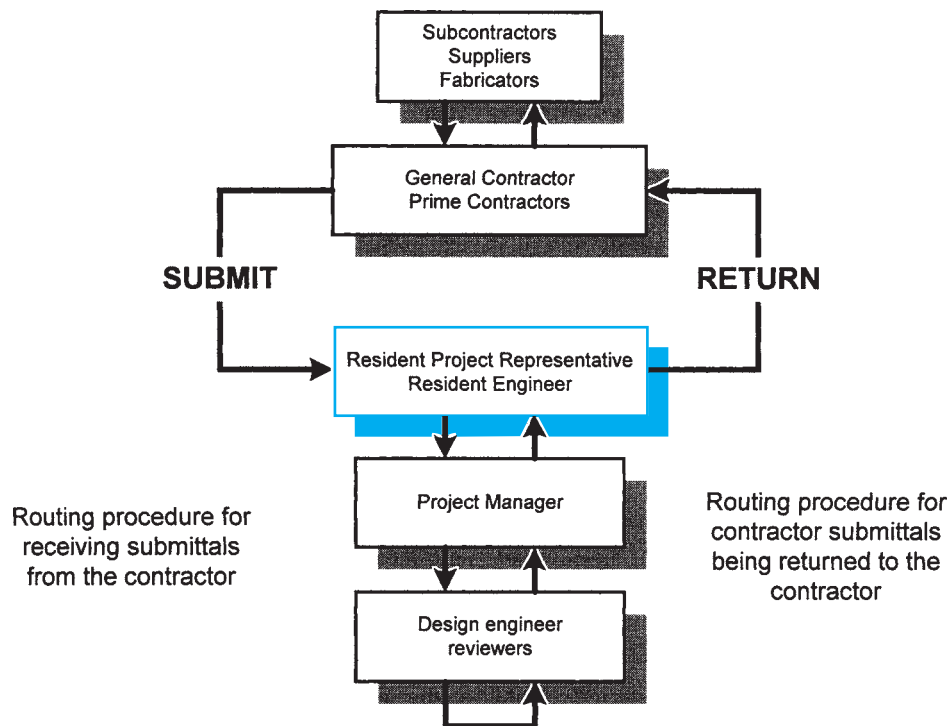 Subcontractors
Suppliers
Fabricators
General Contractor
Prime Contractors
SUBMIT
RETURN
Resident Project Representative
Resident Engineer
Project Manager
Routing procedure for
receiving submittals
from the contractor
Routing procedure for
contractor submittals
being returned to the
contractor
Design engineer
reviewers